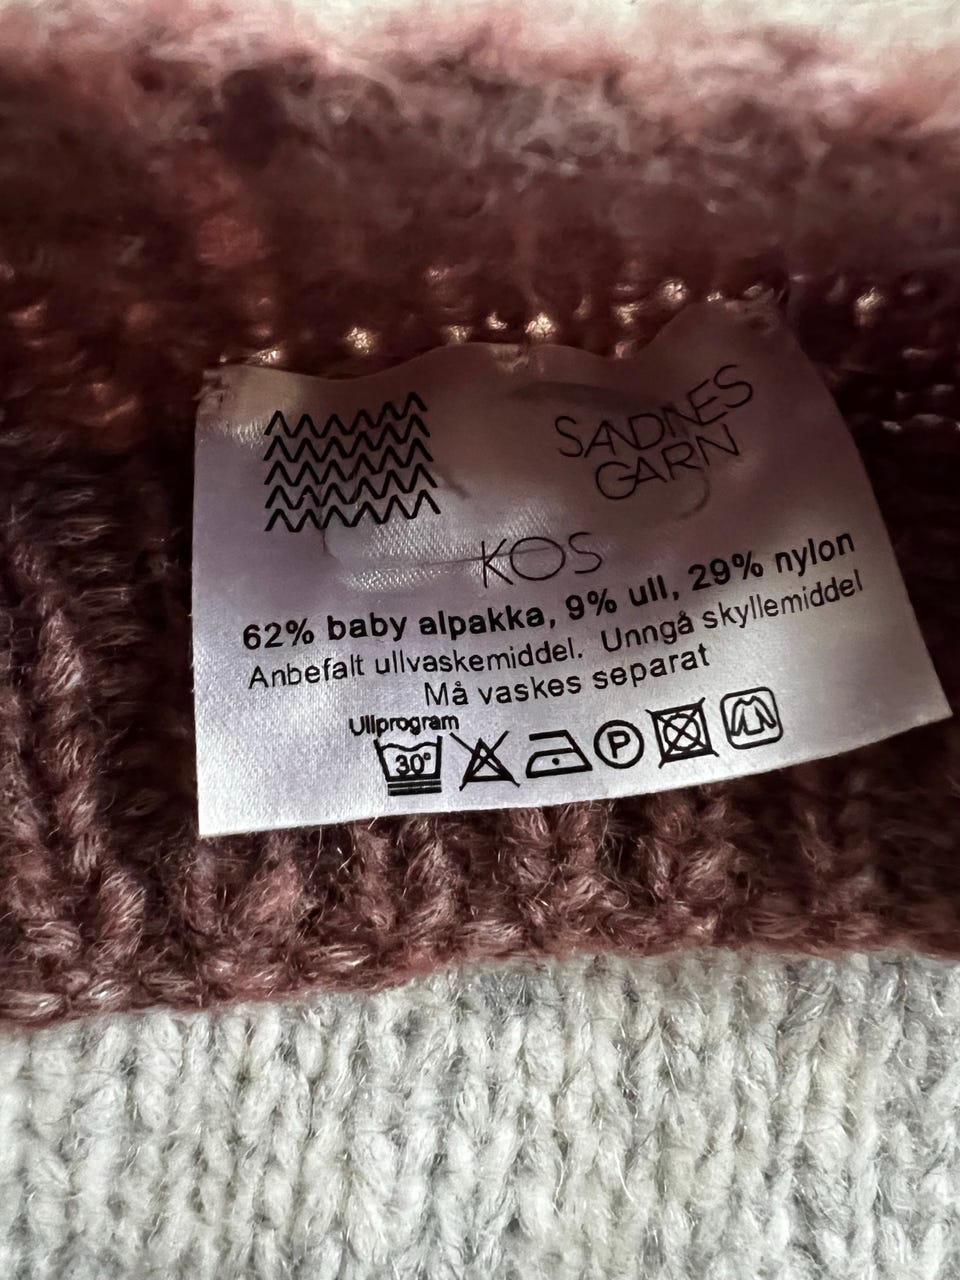 SANDNES
GARN
KOS
62% baby alpakka, 9% ull, 29% nylon
Anbefalt ullvaskemiddel. Unngå skyllemiddel
Må vaskes separat
Ullprogram
30°
P